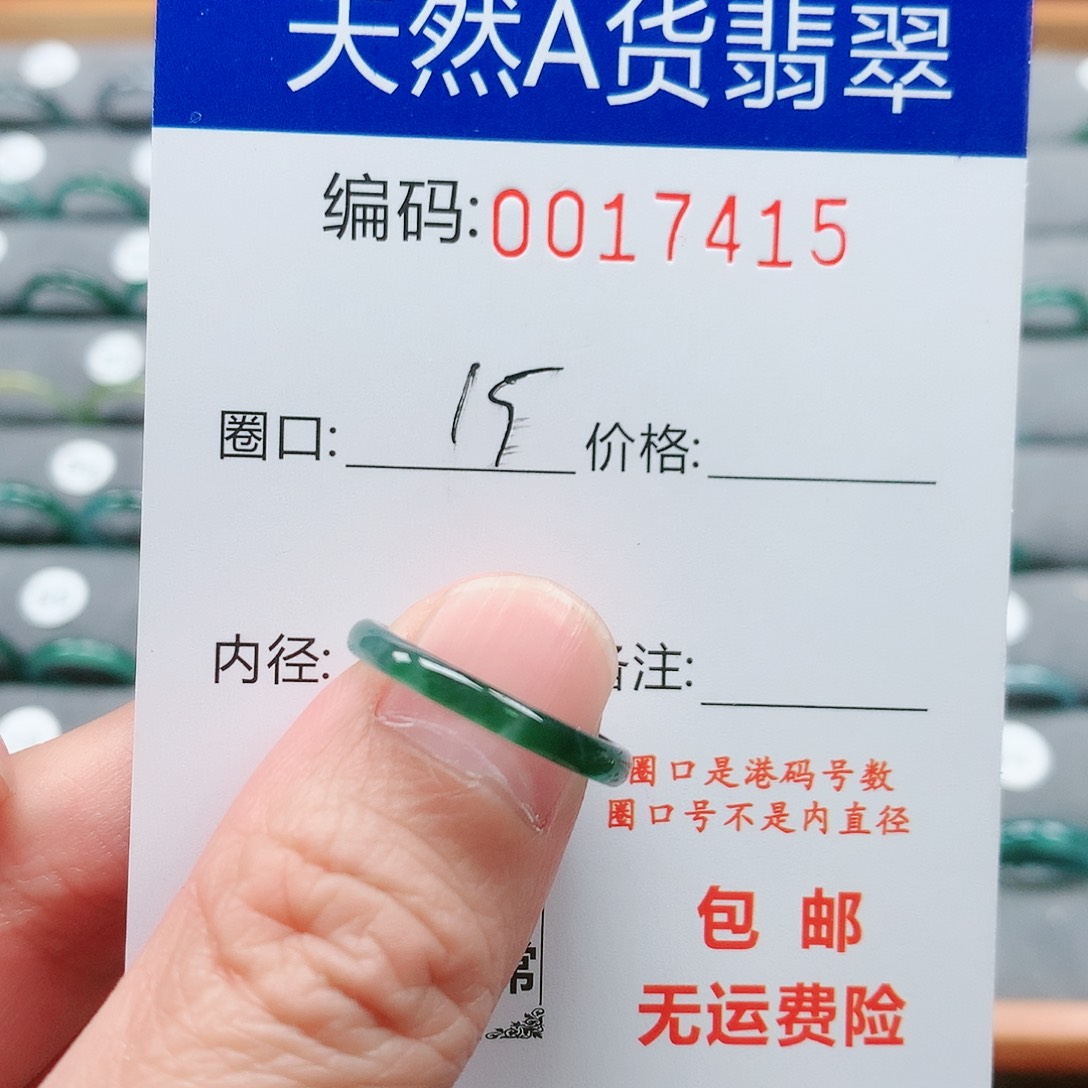 天然A货翡翠
编码:0017415
圈口: 15 价格:
内径: 备注:
圈口是港码号数
圈口号不是内直径
包邮
无运费险
常